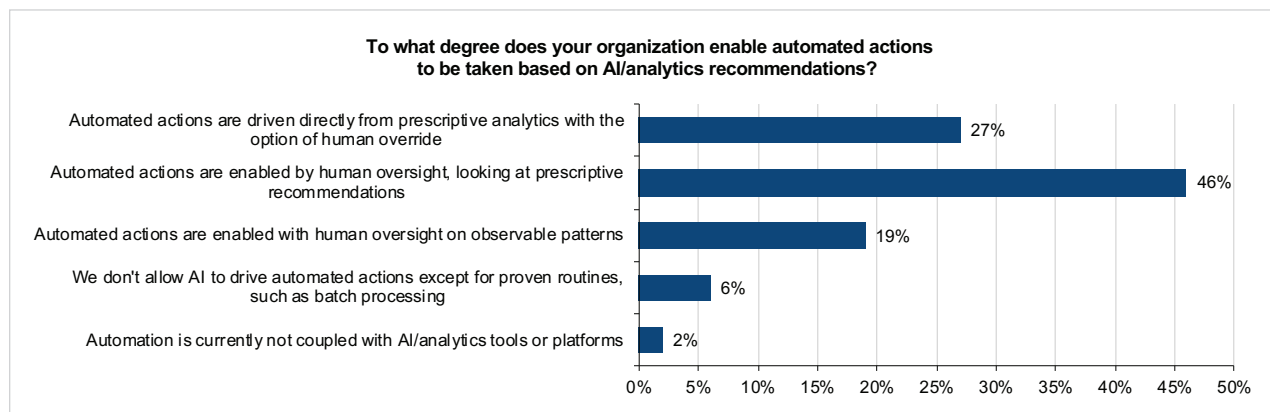 To what degree does your organization enable automated actions
to be taken based on AI/analytics recommendations?
Automated actions are driven directly from prescriptive analytics with the
option of human override
27%
Automated actions are enabled by human oversight, looking at prescriptive
recommendations
46%
Automated actions are enabled with human oversight on observable patterns
19%
We don't allow AI to drive automated actions except for proven routines,
such as batch processing
6%
Automation is currently not coupled with AI/analytics tools or platforms
2%
0% 5% 10% 15% 20% 25% 30% 35% 40% 45% 50%